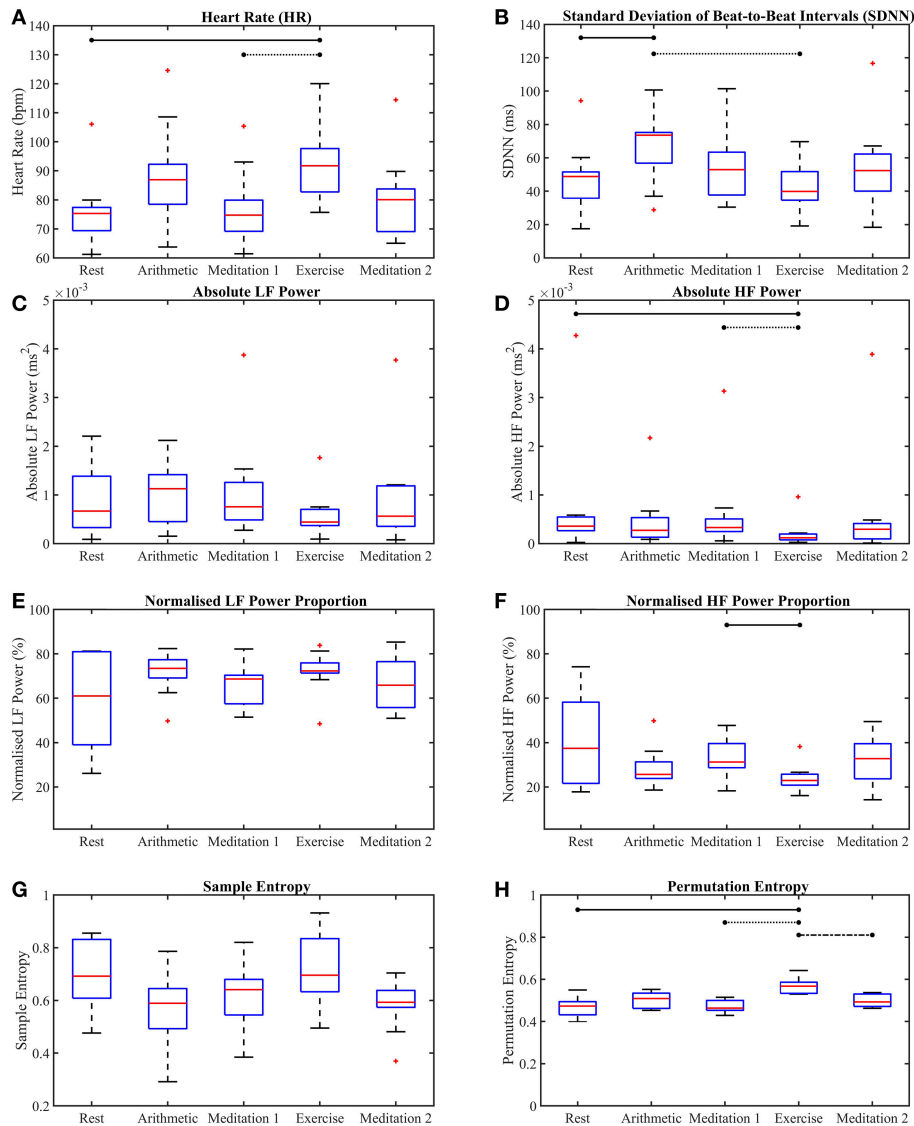 A
Heart Rate (HR)
Heart Rate (bpm)
140
130
120
110
100
90
80
70
60
Rest
Arithmetic
Meditation 1
Exercise
Meditation 2
B
Standard Deviation of Beat-to-Beat Intervals (SDNN)
SDNN (ms)
140
120
100
80
60
40
20
0
Rest
Arithmetic
Meditation 1
Exercise
Meditation 2
C
×10⁻³
Absolute LF Power
Absolute LF Power (ms²)
5
4
3
2
1
0
Rest
Arithmetic
Meditation 1
Exercise
Meditation 2
D
×10⁻³
Absolute HF Power
Absolute HF Power (ms²)
5
4
3
2
1
0
Rest
Arithmetic
Meditation 1
Exercise
Meditation 2
E
Normalised LF Power Proportion
Normalised LF Power (%)
100
80
60
40
20
Rest
Arithmetic
Meditation 1
Exercise
Meditation 2
F
Normalised HF Power Proportion
Normalised HF Power (%)
100
80
60
40
20
Rest
Arithmetic
Meditation 1
Exercise
Meditation 2
G
Sample Entropy
Sample Entropy
1
0.8
0.6
0.4
0.2
Rest
Arithmetic
Meditation 1
Exercise
Meditation 2
H
Permutation Entropy
Permutation Entropy
1
0.8
0.6
0.4
0.2
0
Rest
Arithmetic
Meditation 1
Exercise
Meditation 2